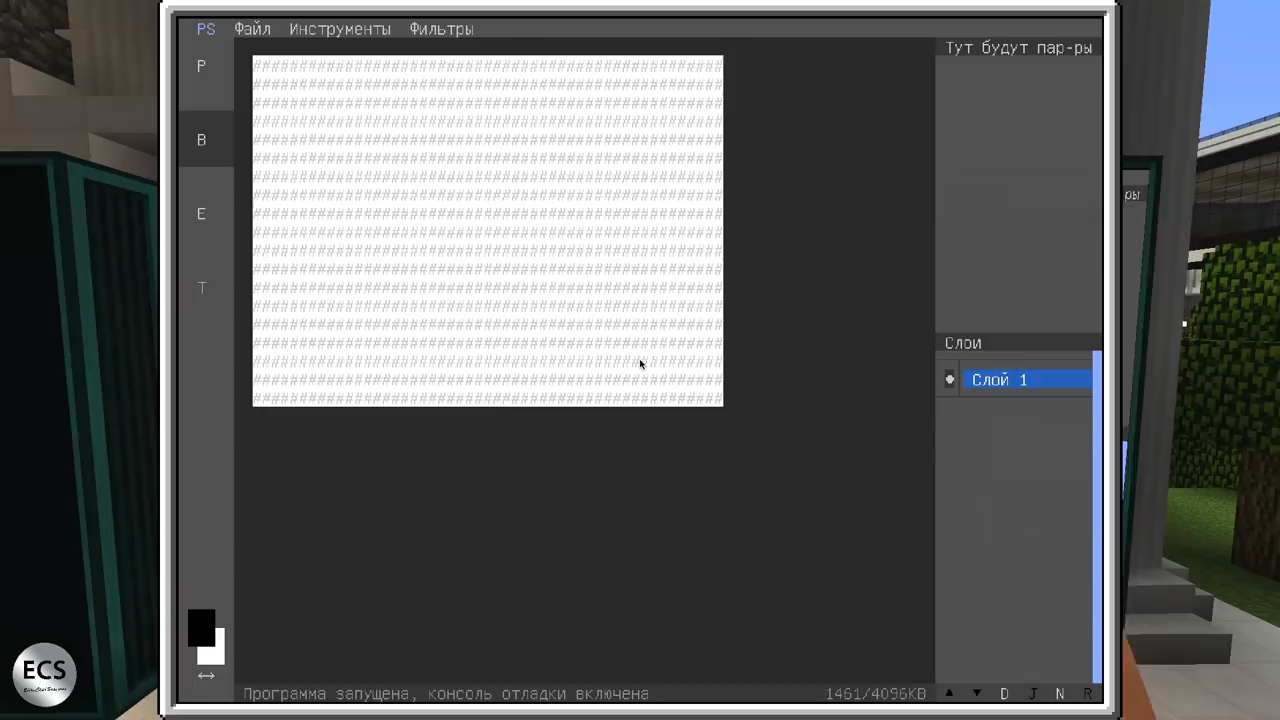 PS Файл Инструменты Фильтры
Тут будут пар-ры
P
B
E
T
Слои
Слой 1
Программа запущена, консоль отладки включена
1461/4096KB
▲ ▼ D J N R
ры
ECS